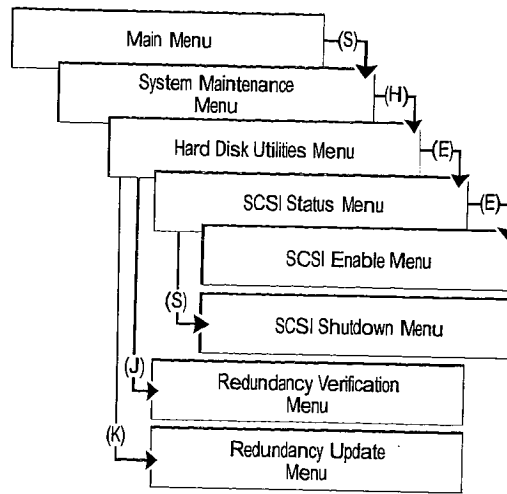 Main Menu
(S)
System Maintenance
Menu
(H)
Hard Disk Utilities Menu
(E)
SCSI Status Menu
(E)
SCSI Enable Menu
(S)
SCSI Shutdown Menu
(J)
Redundancy Verification
Menu
(K)
Redundancy Update
Menu